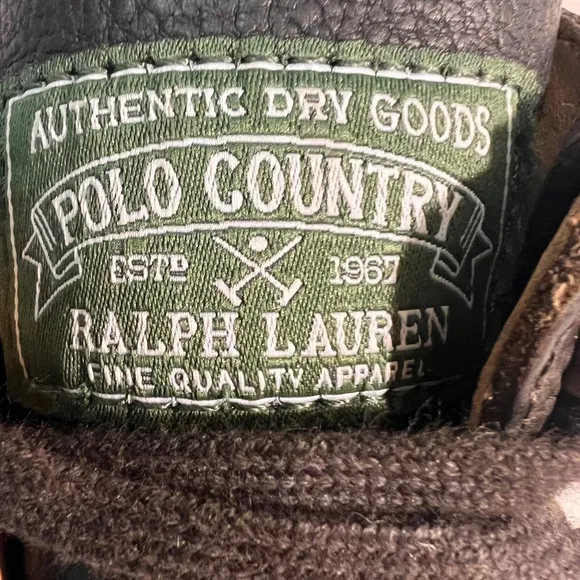 AUTHENTIC DRY GOODS
POLO COUNTRY
ESTD 1967
RALPH LAUREN
FINE QUALITY APPAREL